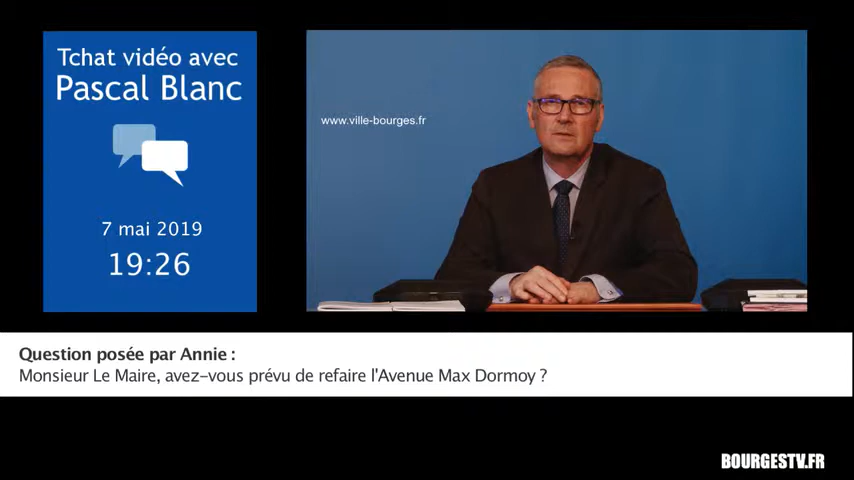 Tchat vidéo avec
Pascal Blanc
7 mai 2019
19:26
www.ville-bourges.fr
Question posée par Annie :
Monsieur Le Maire, avez-vous prévu de refaire l'Avenue Max Dormoy ?
BOURGESTV.FR